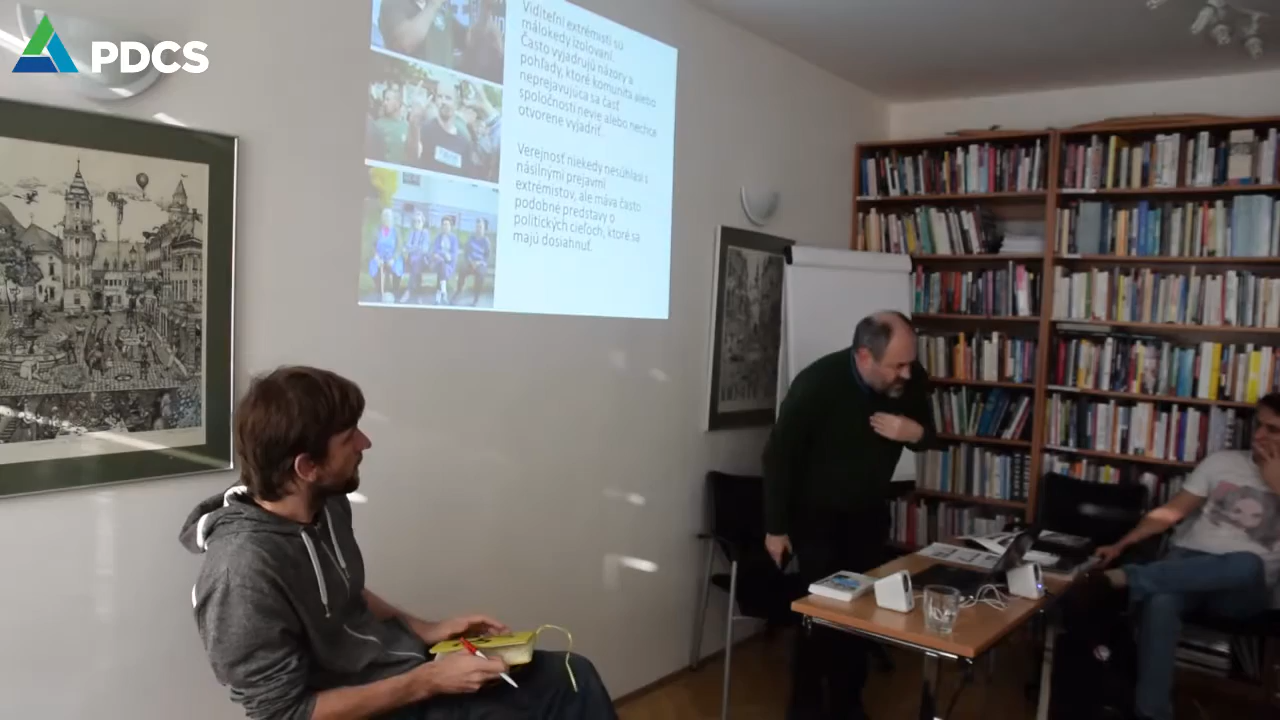 PDCS
Viditeľní extrémisti sú
málokedy izolovaní.
Často vyjadrujú názory a
pohľady, ktoré komunita alebo
neprejavujúca sa časť
spoločnosti nevie alebo nechce
otvorene vyjadriť.
Verejnosť niekedy nesúhlasí s
násilnými prejavmi
extrémistov, ale máva často
podobné predstavy o
politických cieľoch, ktoré sa
majú dosiahnuť.